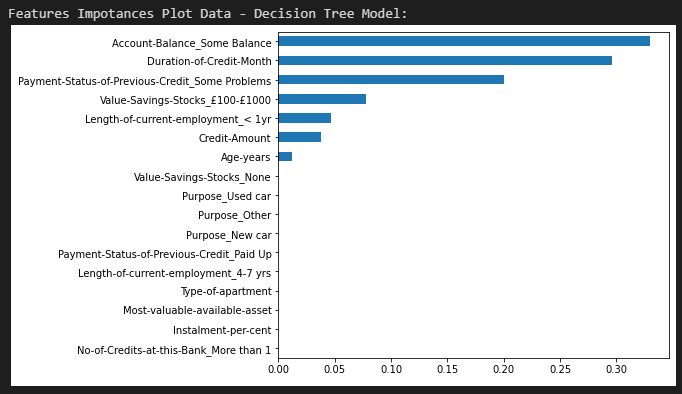 Features Impotances Plot Data - Decision Tree Model:
Account-Balance_Some Balance
Duration-of-Credit-Month
Payment-Status-of-Previous-Credit_Some Problems
Value-Savings-Stocks_£100-£1000
Length-of-current-employment_< 1yr
Credit-Amount
Age-years
Value-Savings-Stocks_None
Purpose_Used car
Purpose_Other
Purpose_New car
Payment-Status-of-Previous-Credit_Paid Up
Length-of-current-employment_4-7 yrs
Type-of-apartment
Most-valuable-available-asset
Instalment-per-cent
No-of-Credits-at-this-Bank_More than 1
0.00 0.05 0.10 0.15 0.20 0.25 0.30